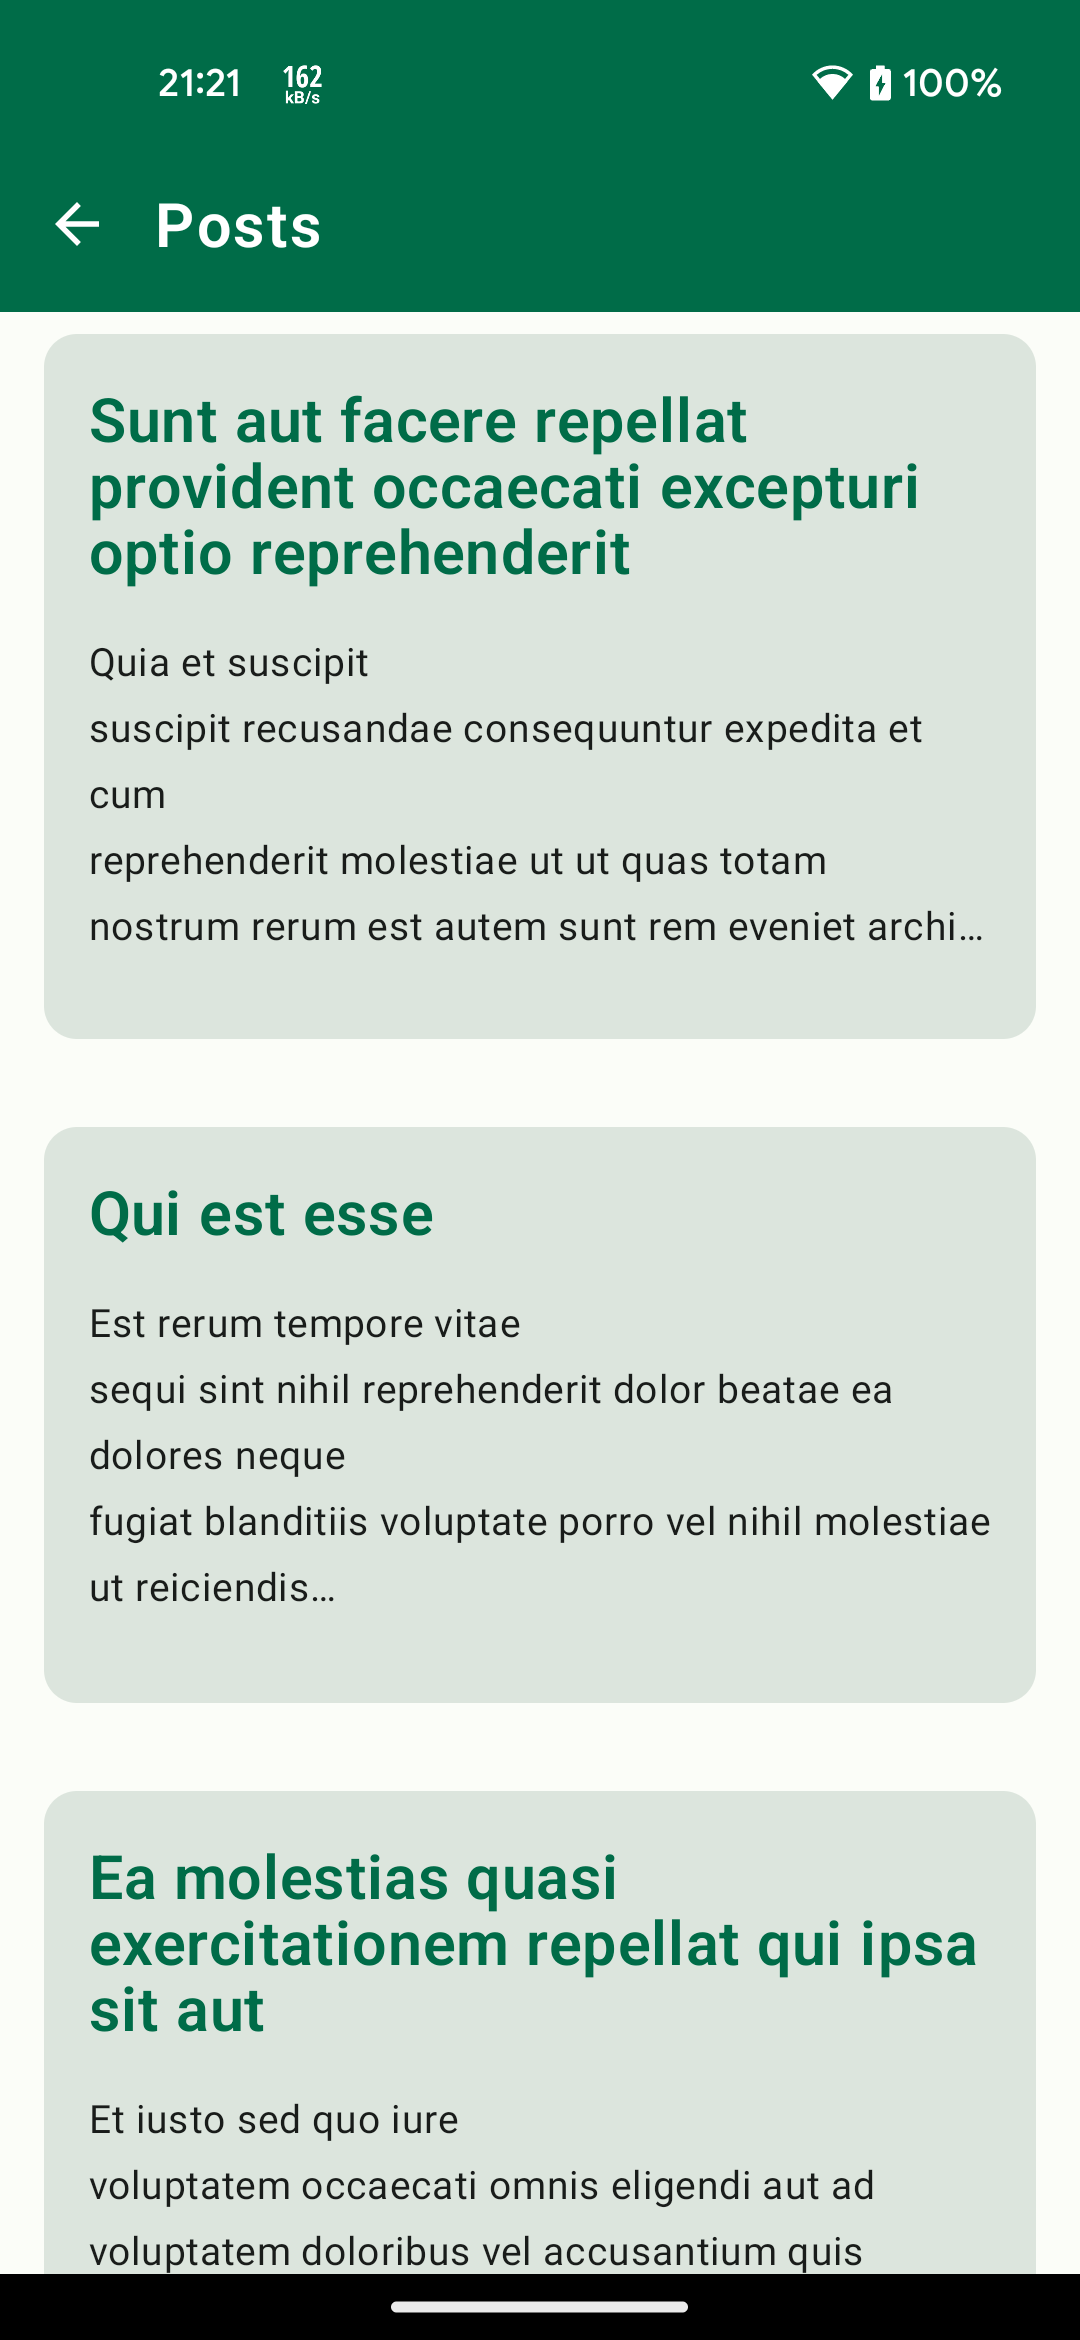 21:21 162 kB/s 100%
Posts
Sunt aut facere repellat
provident occaecati excepturi
optio reprehenderit
Quia et suscipit
suscipit recusandae consequuntur expedita et
cum
reprehenderit molestiae ut ut quas totam
nostrum rerum est autem sunt rem eveniet archi…
Qui est esse
Est rerum tempore vitae
sequi sint nihil reprehenderit dolor beatae ea
dolores neque
fugiat blanditiis voluptate porro vel nihil molestiae
ut reiciendis…
Ea molestias quasi
exercitationem repellat qui ipsa
sit aut
Et iusto sed quo iure
voluptatem occaecati omnis eligendi aut ad
voluptatem doloribus vel accusantium quis